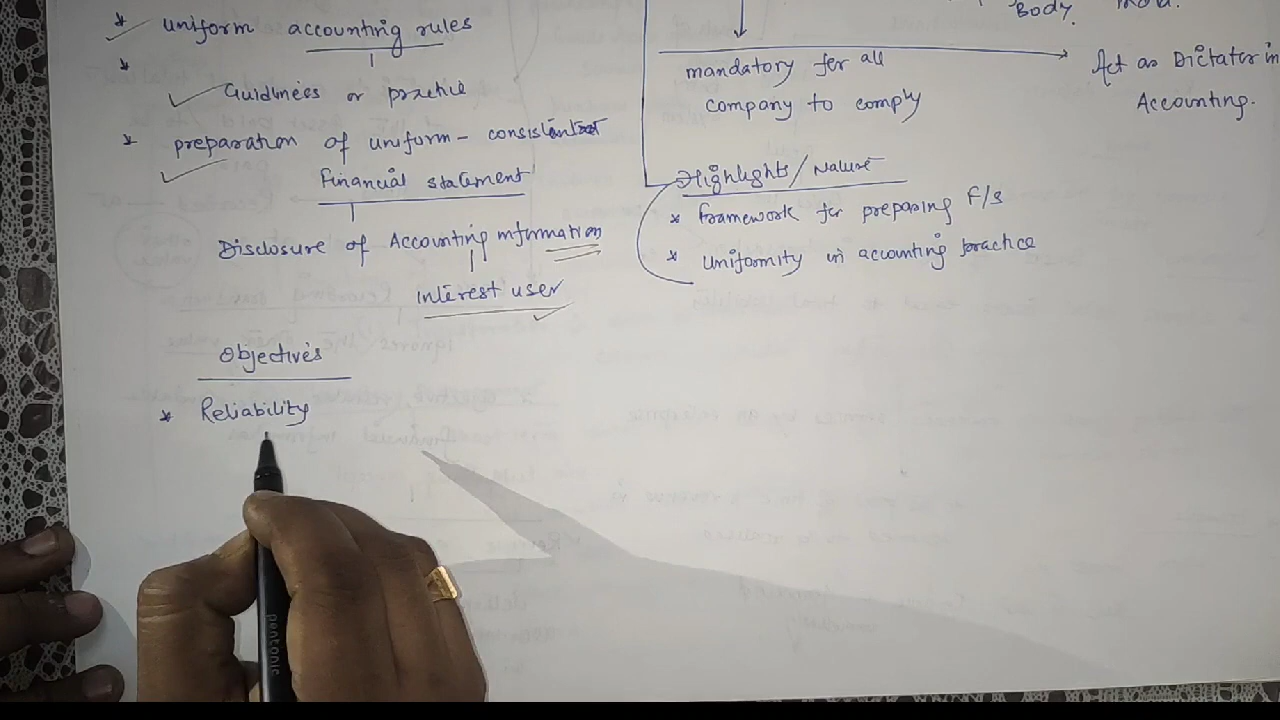 * uniform accounting rules
* Guidliness or practice
* preparation of uniform - consistent
Financial statement
Disclosure of Accounting information
Interest user
Objectives
* Reliability
Body.
mandatory for all
company to comply
Act as Dictator in
Accounting.
Highlights/Nature
* framework for preparing F/S
* uniformity in accounting practice
pentonic